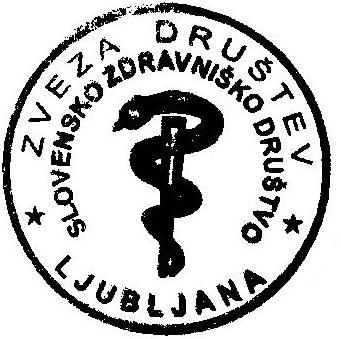 ZVEZA DRUŠTEV
SLOVENSKO ZDRAVNIŠKO DRUŠTVO
LJUBLJANA